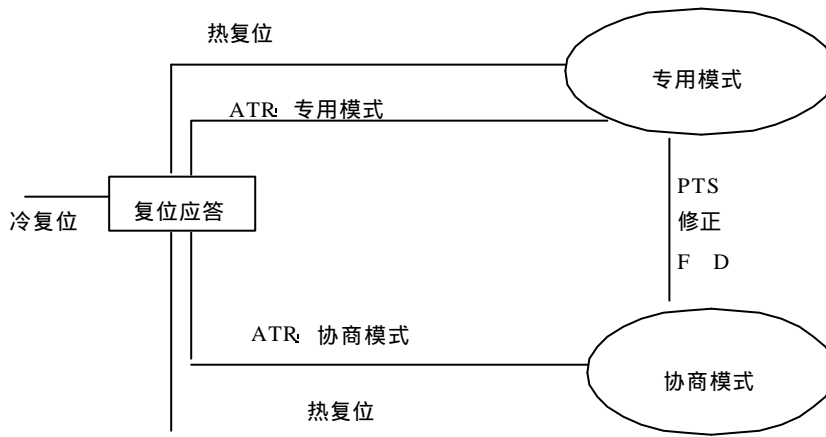 热复位
专用模式
ATR: 专用模式
PTS
修正
F D
复位应答
冷复位
ATR: 协商模式
协商模式
热复位